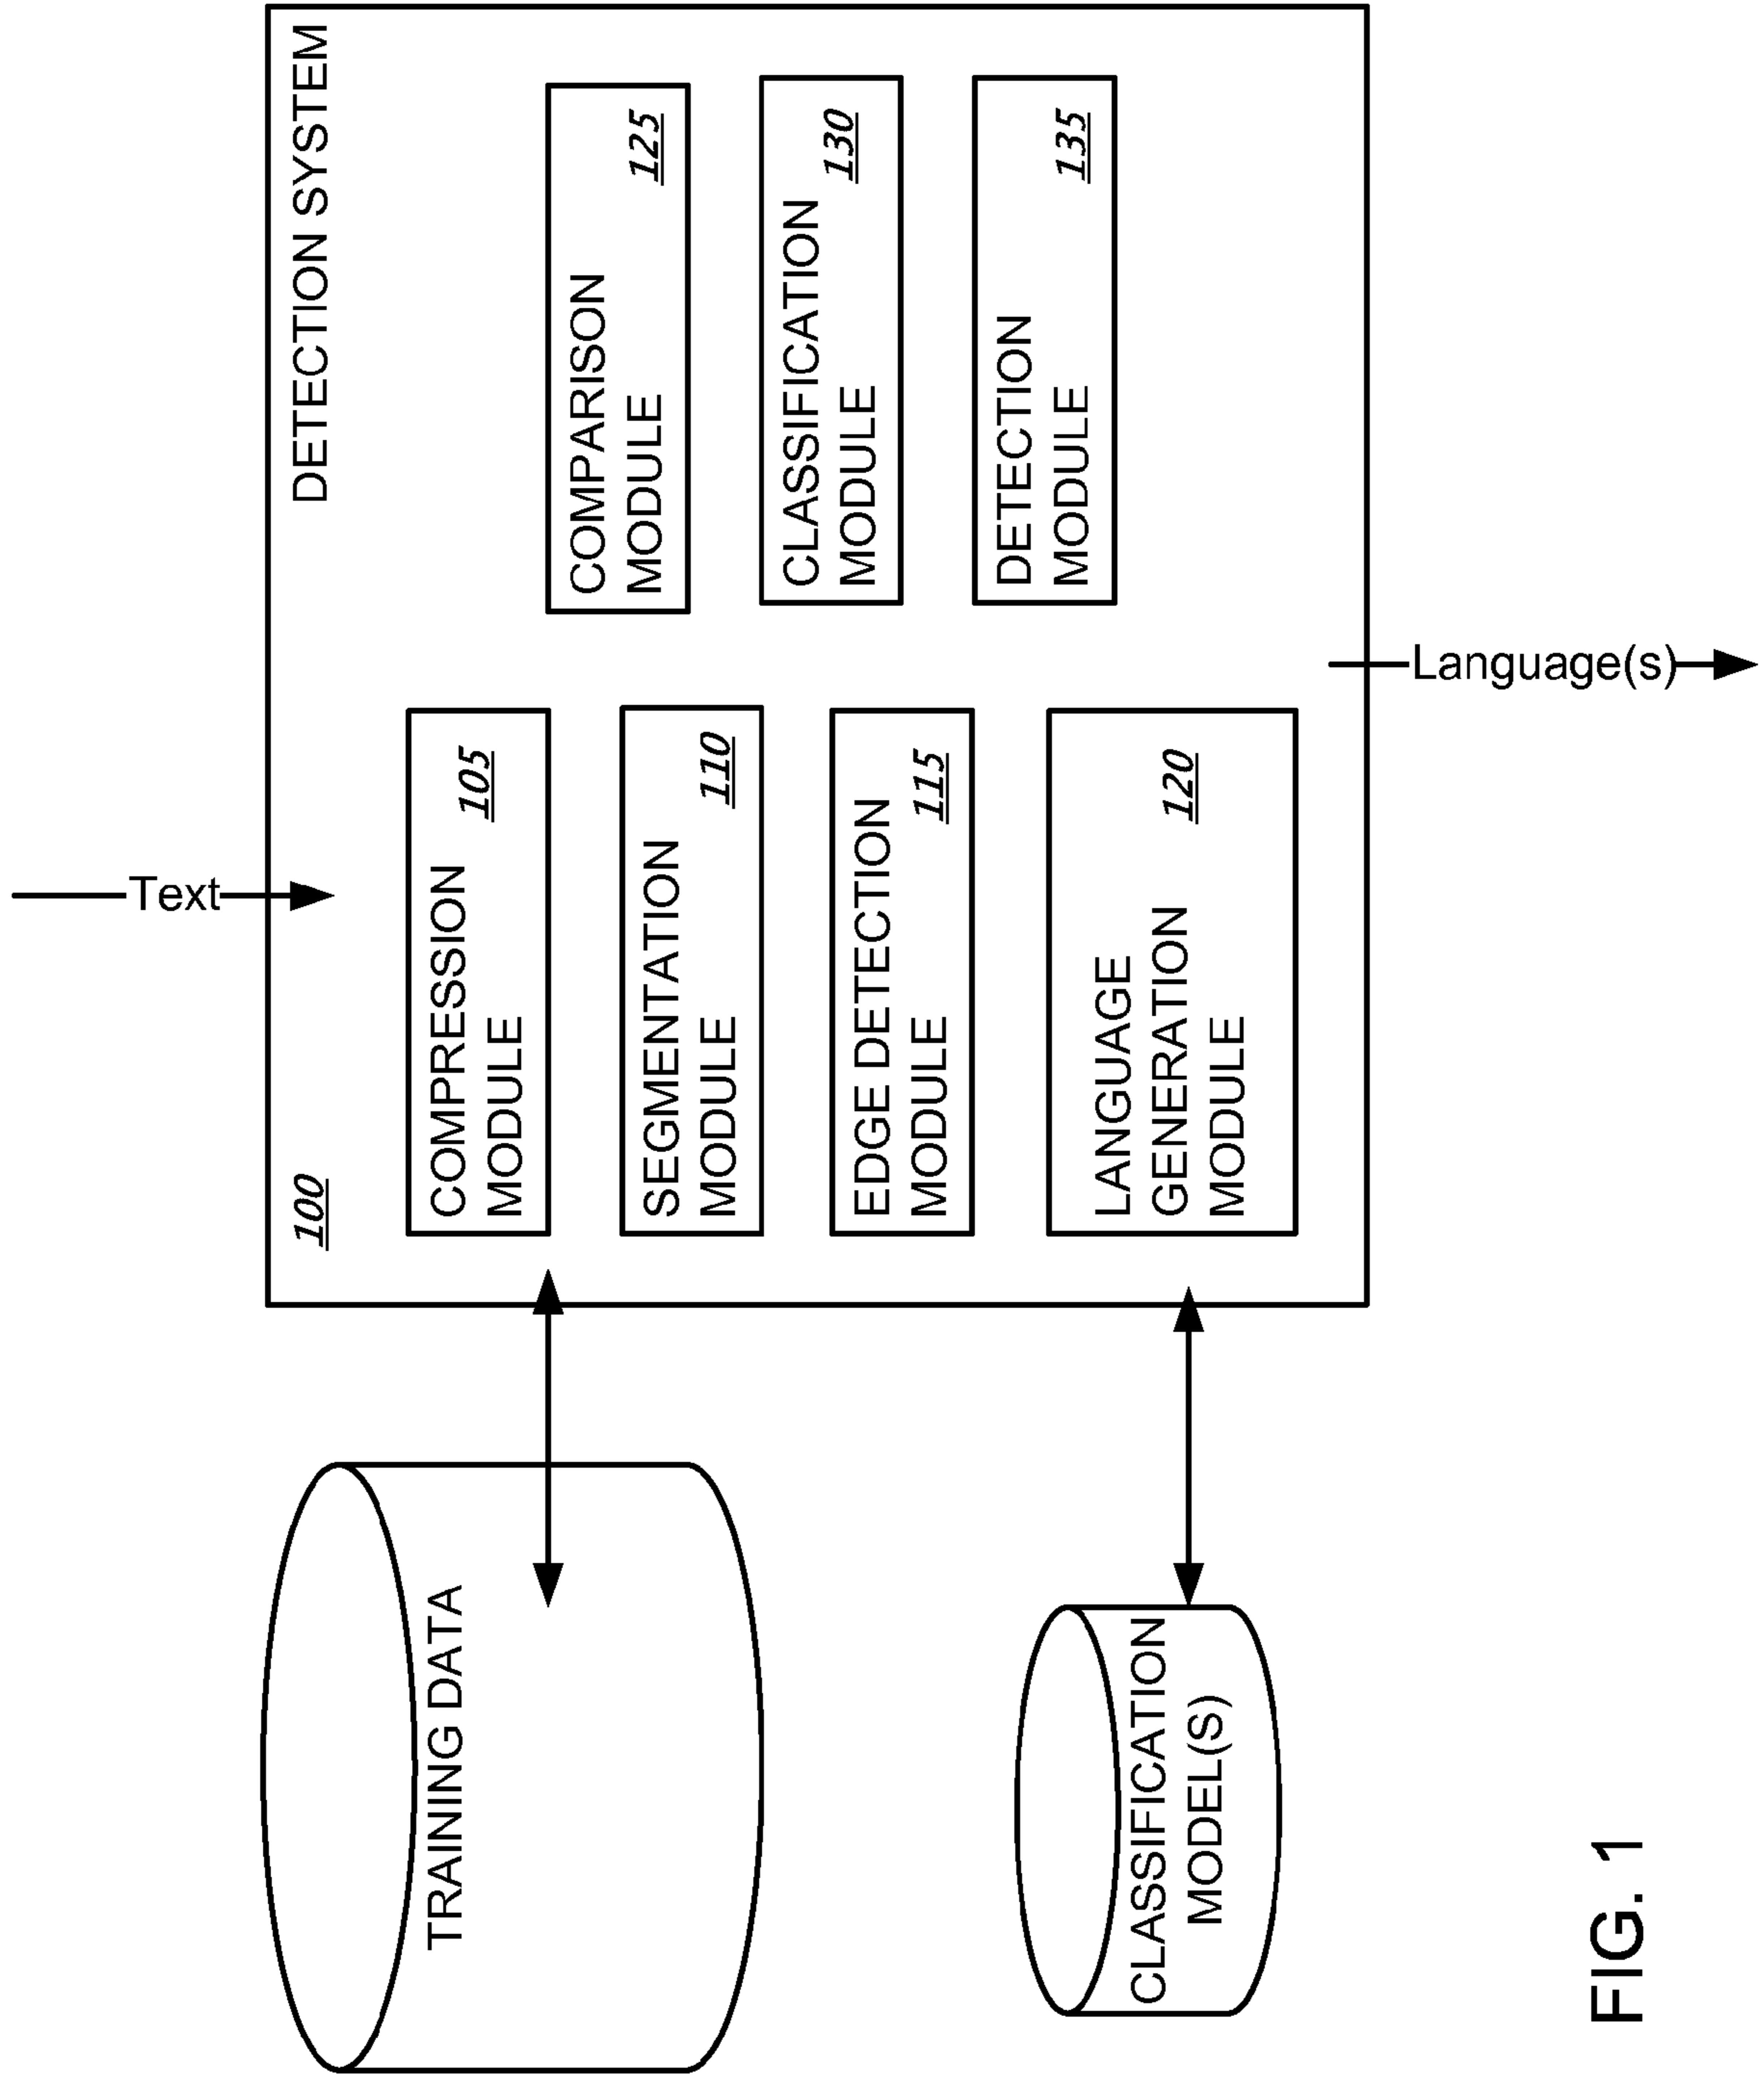 DETECTION SYSTEM
100
Text
TRAINING DATA
COMPRESSION
MODULE
105
SEGMENTATION
MODULE
110
EDGE DETECTION
MODULE
115
LANGUAGE
GENERATION
MODULE
120
COMPARISON
MODULE
125
CLASSIFICATION
MODULE
130
DETECTION
MODULE
135
CLASSIFICATION
MODEL(S)
Language(s)
FIG. 1